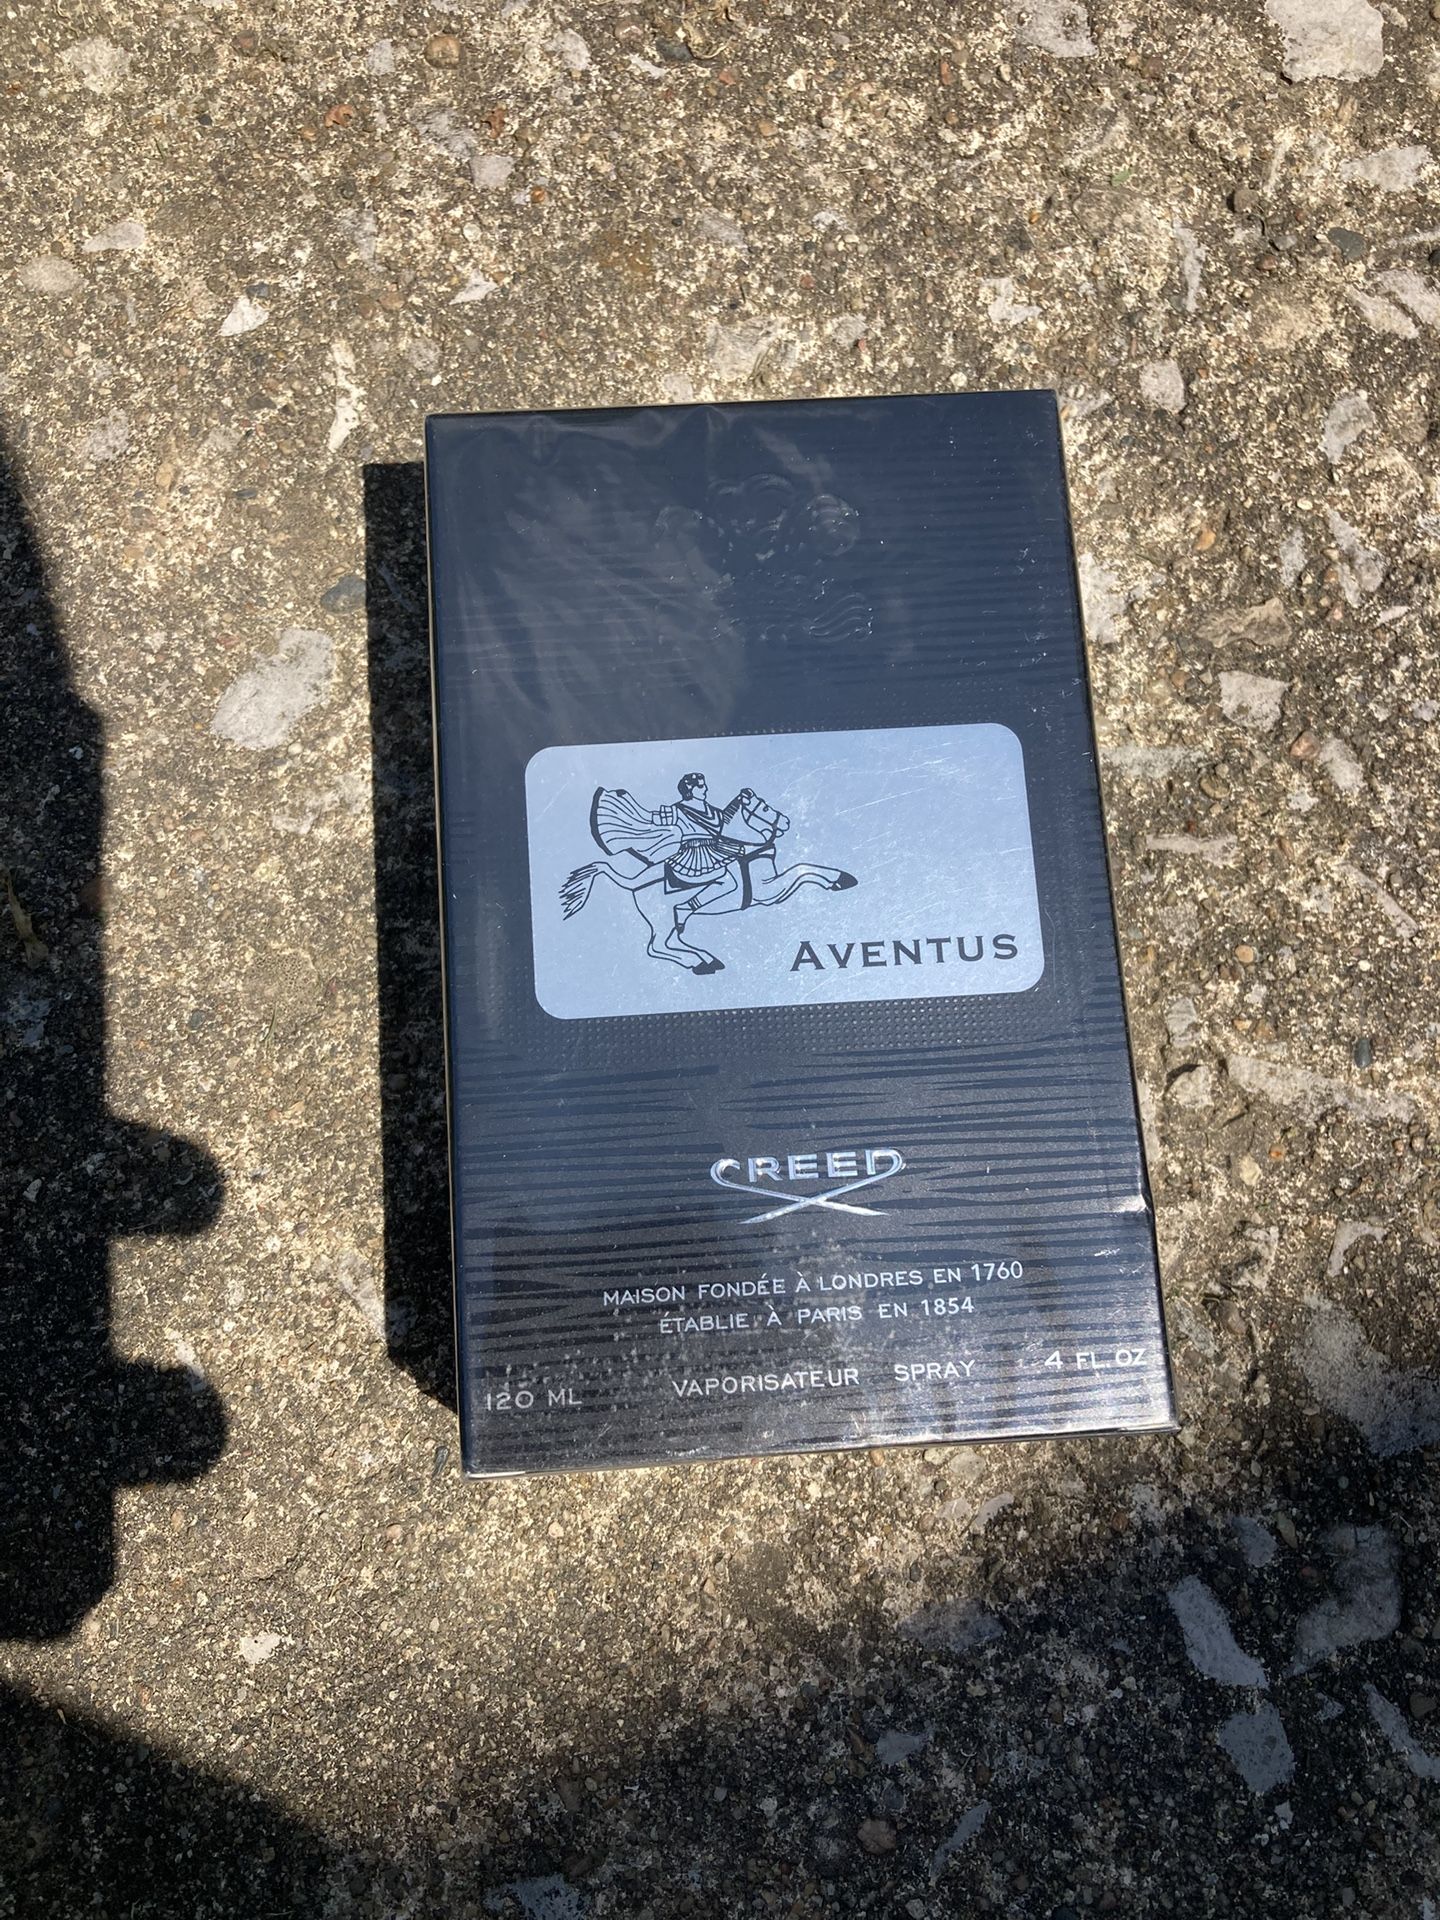 AVENTUS
CREED
MAISON FONDÉE À LONDRES EN 1760
ÉTABLIE À PARIS EN 1854
120 ML VAPORISATEUR SPRAY 4 FL. OZ